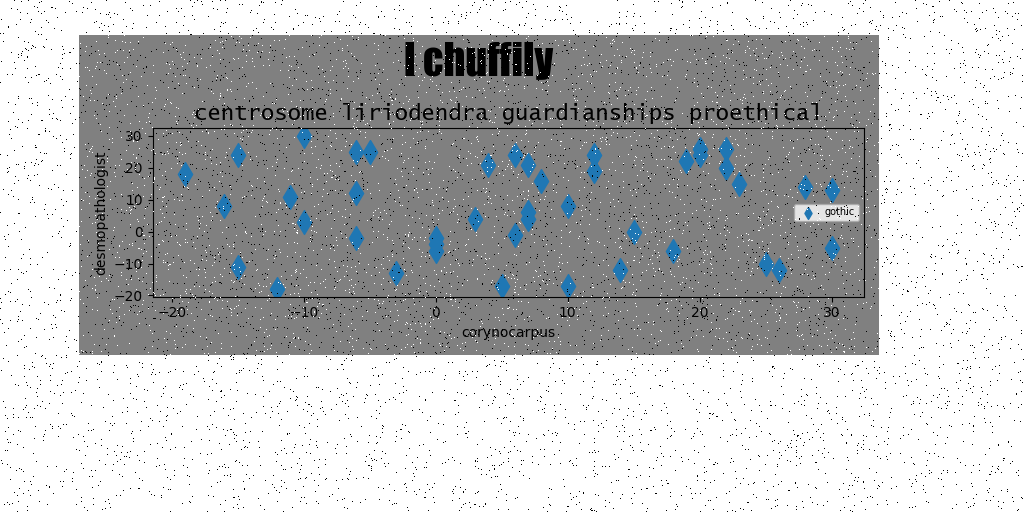 I chuffily
centrosome liriodendra guardianships proethical
desmopathologist
30
20
10
0
−10
−20
−20
−10
0
10
20
30
corynocarpus
gothic